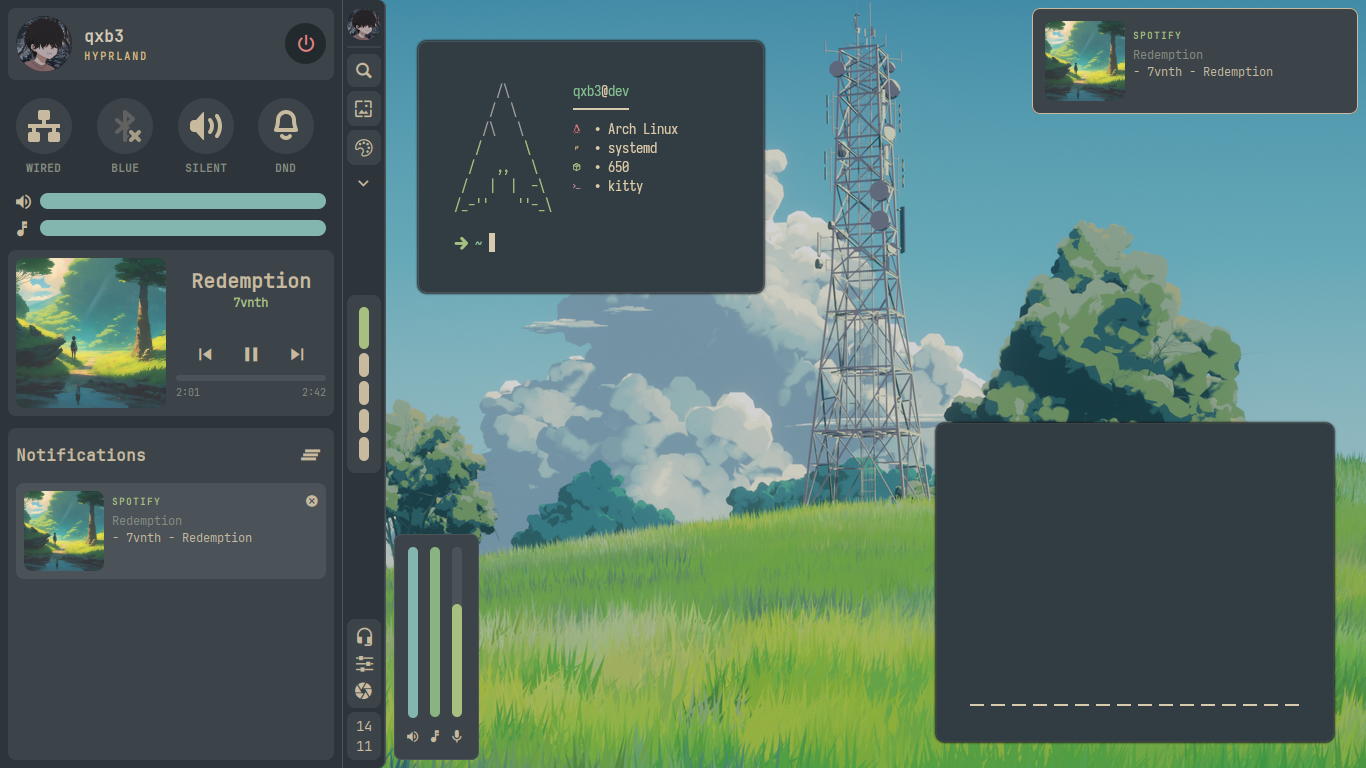 qxb3
HYPRLAND
WIRED
BLUE
SILENT
DND
Redemption
7vnth
2:01
2:42
Notifications
SPOTIFY
Redemption
- 7vnth - Redemption
14
11
qxb3@dev
• Arch Linux
• systemd
• 650
• kitty
~
SPOTIFY
Redemption
- 7vnth - Redemption